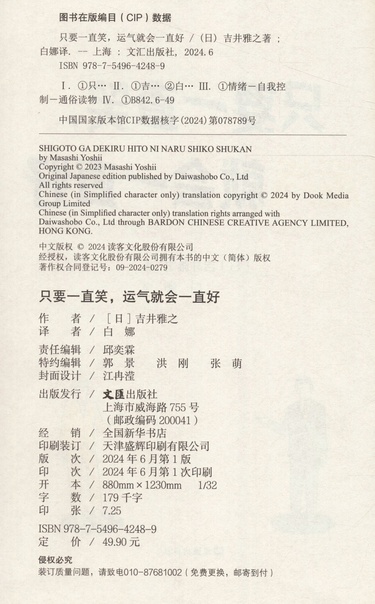 图书在版编目（CIP）数据
只要一直笑，运气就会一直好 /（日）吉井雅之著；
白娜译. -- 上海 : 文汇出版社, 2024.6
ISBN 978-7-5496-4248-9
Ⅰ. ①只… Ⅱ. ①吉… ②白… Ⅲ. ①情绪－自我控
制－通俗读物 Ⅳ. ①B842.6-49
中国国家版本馆CIP数据核字(2024)第078789号
SHIGOTO GA DEKIRU HITO NI NARU SHIKO SHUKAN
by Masashi Yoshii
Copyright © 2023 Masashi Yoshii
Original Japanese edition published by Daiwashobo Co., Ltd
All rights reserved
Chinese (in Simplified character only) translation copyright © 2024 by Dook Media
Group Limited
Chinese (in Simplified character only) translation rights arranged with
Daiwashobo Co., Ltd through BARDON CHINESE CREATIVE AGENCY LIMITED,
HONG KONG.
中文版权 © 2024 读客文化股份有限公司
经授权，读客文化股份有限公司拥有本书的中文（简体）版权
著作权合同登记号：09-2024-0279
只要一直笑，运气就会一直好
作 者 / ［日］吉井雅之
译 者 / 白 娜
责任编辑 / 邱奕霖
特约编辑 / 郭 景 洪 刚 张 萌
封面设计 / 江冉滢
出版发行 / 文匯出版社
上海市威海路 755 号
（邮政编码 200041）
经 销 / 全国新华书店
印刷装订 / 天津盛辉印刷有限公司
版 次 / 2024 年 6 月第 1 版
印 次 / 2024 年 6 月第 1 次印刷
开 本 / 880mm×1230mm 1/32
字 数 / 179 千字
印 张 / 7.25
ISBN 978-7-5496-4248-9
定 价 / 49.90 元
侵权必究
装订质量问题，请致电010-87681002（免费更换，邮寄到付）